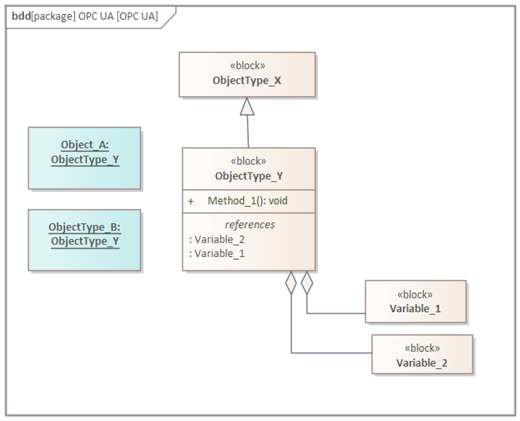 bdd[package] OPC UA [OPC UA]
«block»
ObjectType_X
Object_A:
ObjectType_Y
ObjectType_B:
ObjectType_Y
«block»
ObjectType_Y
+ Method_1(): void
references
: Variable_2
: Variable_1
«block»
Variable_1
«block»
Variable_2